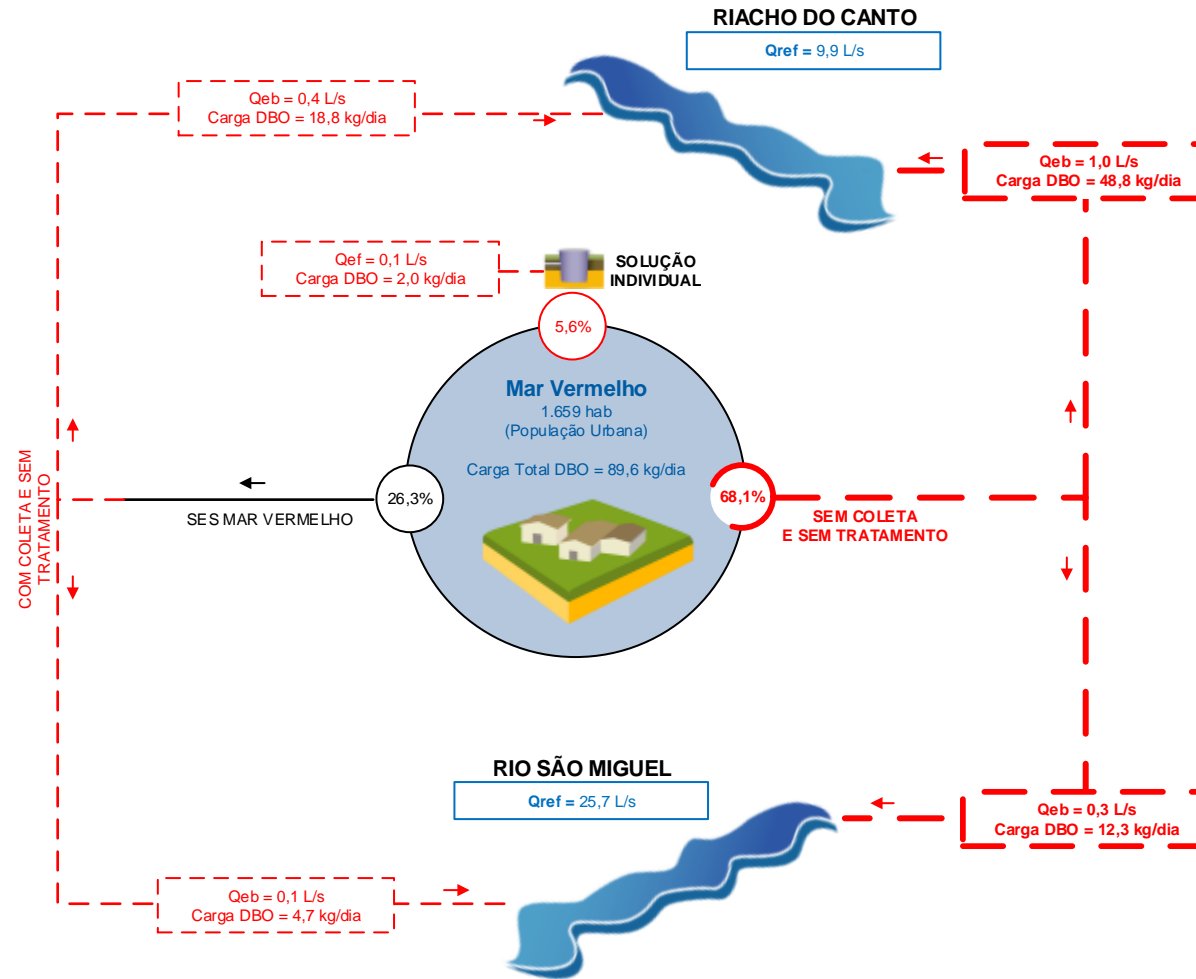 RIACHO DO CANTO
Qref = 9,9 L/s
Qeb = 0,4 L/s
Carga DBO = 18,8 kg/dia
Qeb = 1,0 L/s
Carga DBO = 48,8 kg/dia
Qef = 0,1 L/s
Carga DBO = 2,0 kg/dia
SOLUÇÃO
INDIVIDUAL
5,6%
Mar Vermelho
1.659 hab
(População Urbana)
Carga Total DBO = 89,6 kg/dia
26,3%
68,1%
SES MAR VERMELHO
SEM COLETA
E SEM TRATAMENTO
COM COLETA E SEM
TRATAMENTO
RIO SÃO MIGUEL
Qref = 25,7 L/s
Qeb = 0,3 L/s
Carga DBO = 12,3 kg/dia
Qeb = 0,1 L/s
Carga DBO = 4,7 kg/dia